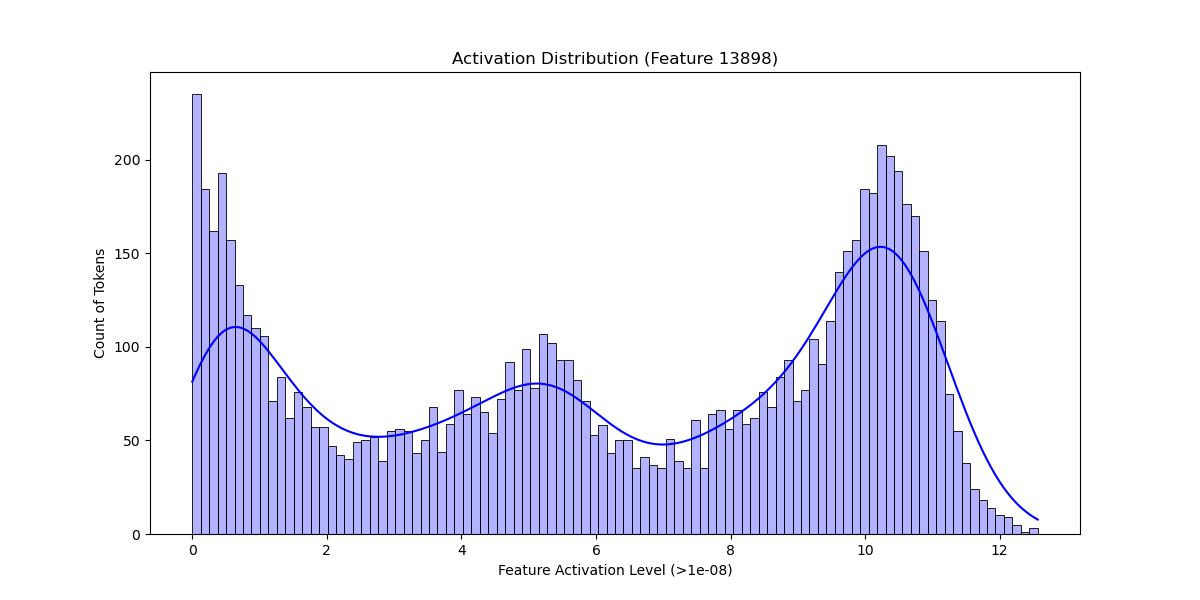 Activation Distribution (Feature 13898)
Count of Tokens
200
150
100
50
0
0 2 4 6 8 10 12
Feature Activation Level (>1e-08)